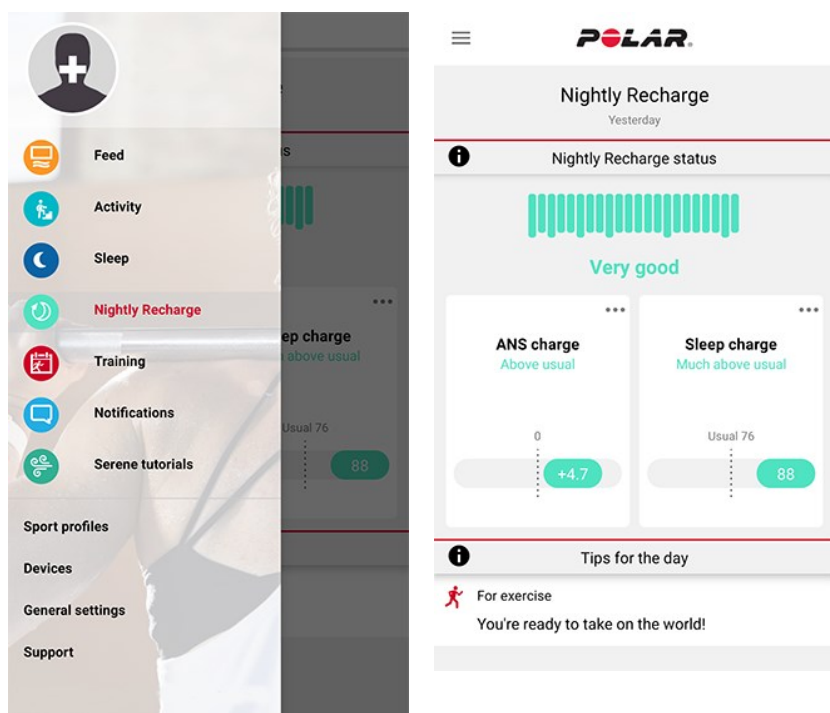 Feed
Activity
Sleep
Nightly Recharge
Training
Notifications
Serene tutorials
Sport profiles
Devices
General settings
Support
s
ep charge
above usual
Usual 76
88
POLAR.
Nightly Recharge
Yesterday
Nightly Recharge status
Very good
ANS charge
Above usual
0
+4.7
Sleep charge
Much above usual
Usual 76
88
Tips for the day
For exercise
You're ready to take on the world!